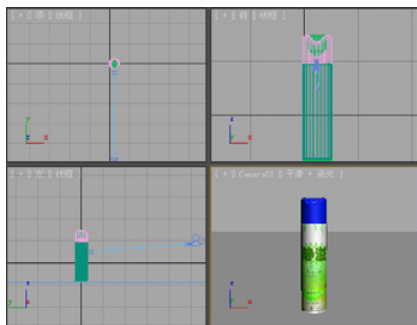 [ + ▯ 顶 ▯ 线框 ]
[ + ▯ 前 ▯ 线框 ]
[ + ▯ 左 ▯ 线框 ]
[ + ▯ Camera01 ▯ 平滑 + 高光 ]